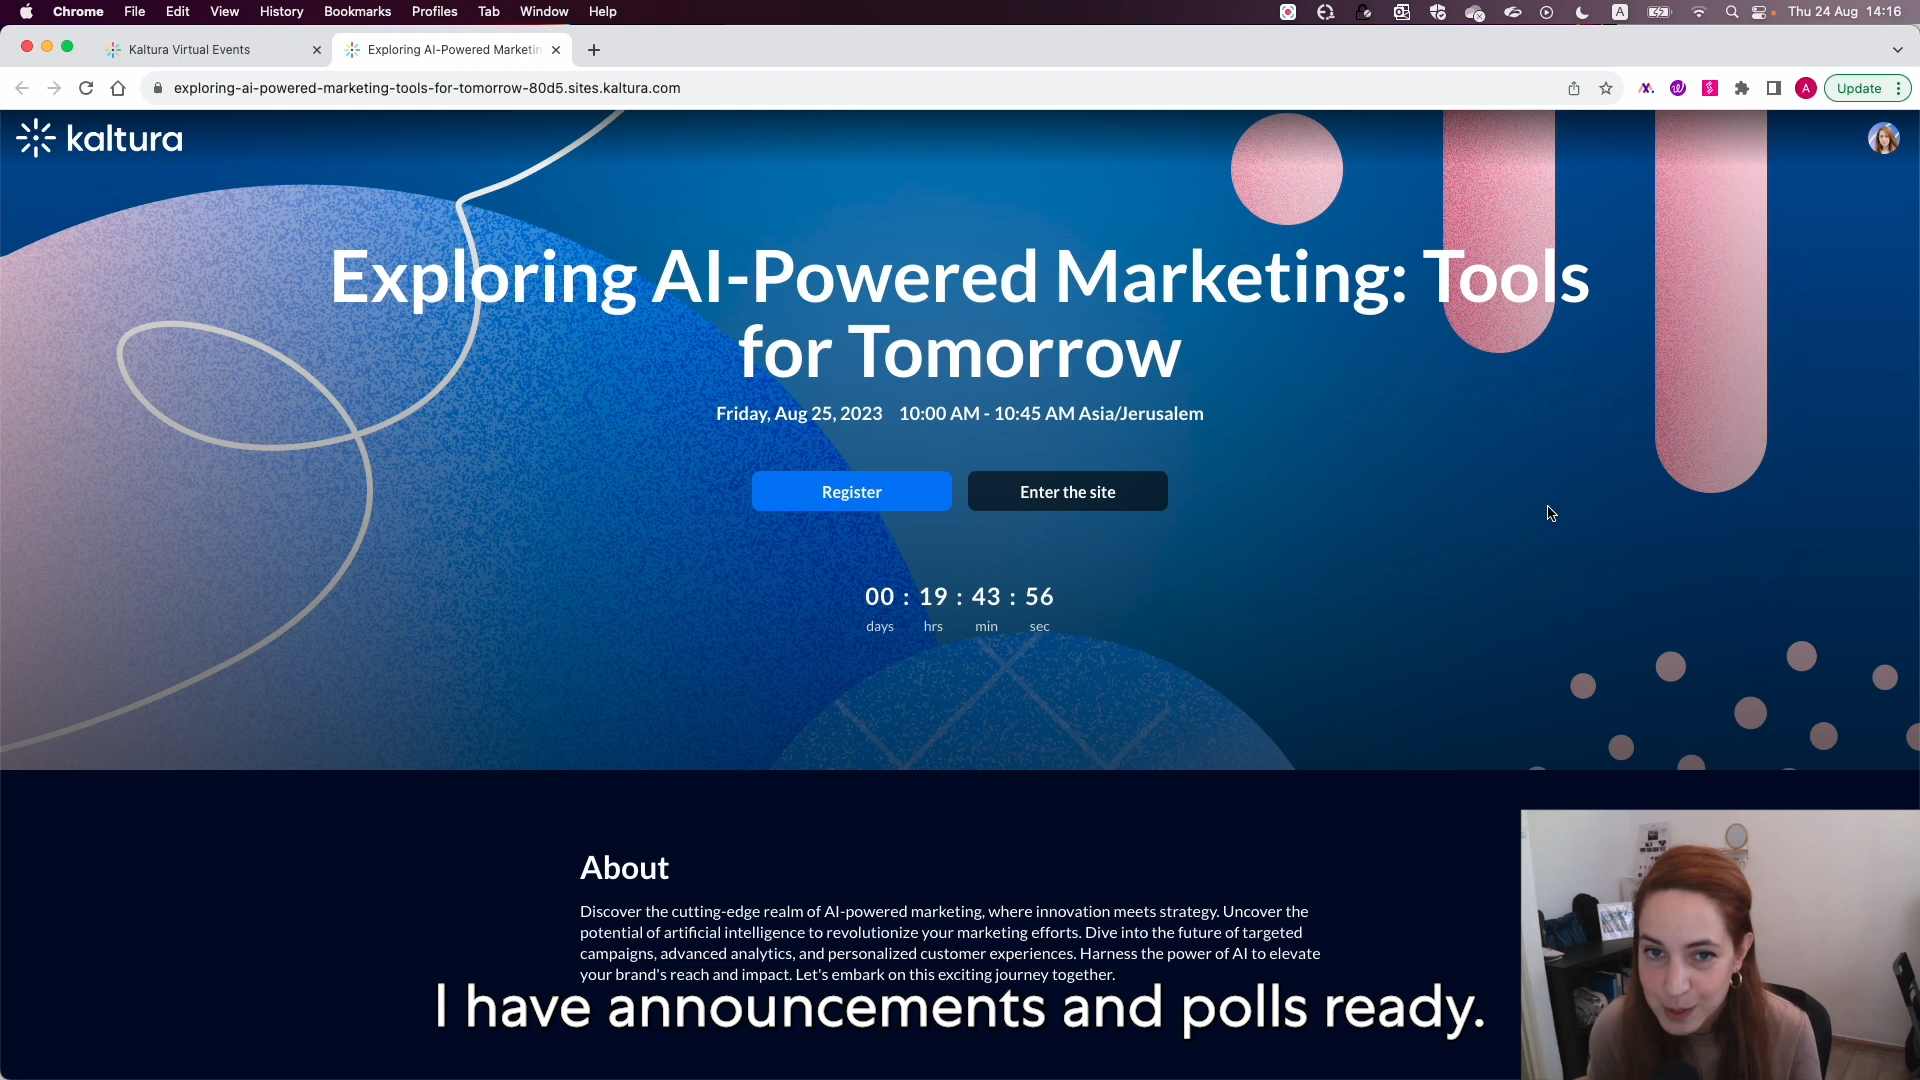 Chrome File Edit View History Bookmarks Profiles Tab Window Help A Thu 24 Aug 14:16
Kaltura Virtual Events Exploring AI-Powered Marketin
exploring-ai-powered-marketing-tools-for-tomorrow-80d5.sites.kaltura.com A Update
kaltura
Exploring AI-Powered Marketing: Tools
for Tomorrow
Friday, Aug 25, 2023 10:00 AM - 10:45 AM Asia/Jerusalem
Register Enter the site
00 : 19 : 43 : 56
days hrs min sec
About
Discover the cutting-edge realm of AI-powered marketing, where innovation meets strategy. Uncover the
potential of artificial intelligence to revolutionize your marketing efforts. Dive into the future of targeted
campaigns, advanced analytics, and personalized customer experiences. Harness the power of AI to elevate
your brand's reach and impact. Let's embark on this exciting journey together.
I have announcements and polls ready.